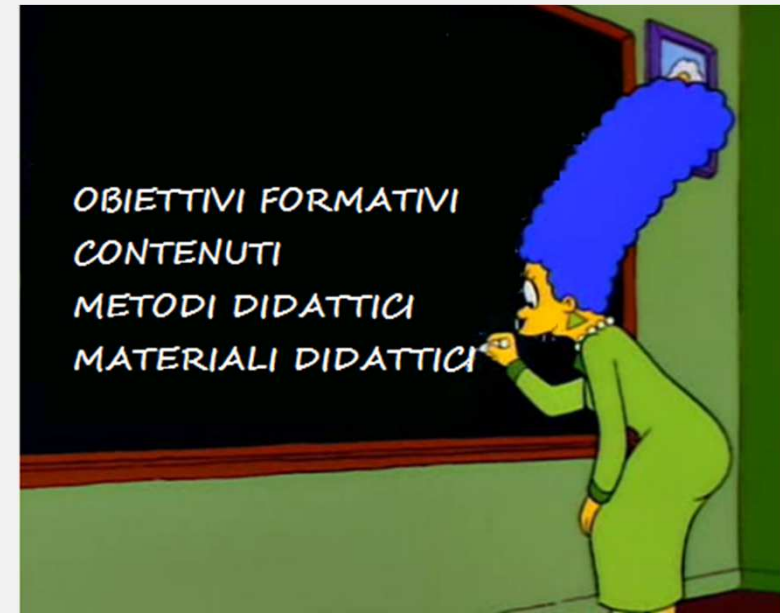 OBIETTIVI FORMATIVI
CONTENUTI
METODI DIDATTICI
MATERIALI DIDATTICI